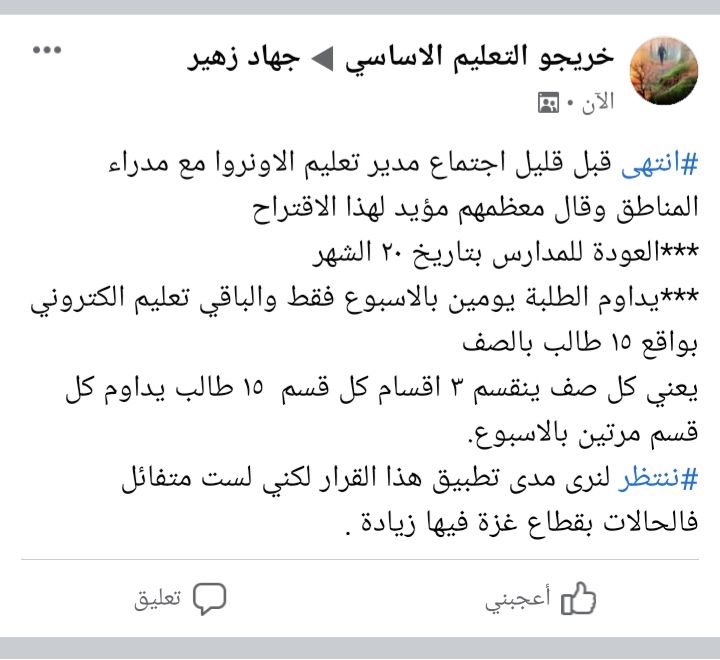 خريجو التعليم الاساسي ◀ جهاد زهير
الآن •
#انتهى قبل قليل اجتماع مدير تعليم الاونروا مع مدراء
المناطق وقال معظمهم مؤيد لهذا الاقتراح
***العودة للمدارس بتاريخ ٢٠ الشهر
***يداوم الطلبة يومين بالاسبوع فقط والباقي تعليم الكتروني
بواقع ١٥ طالب بالصف
يعني كل صف ينقسم ٣ اقسام كل قسم ١٥ طالب يداوم كل
قسم مرتين بالاسبوع.
#ننتظر لنرى مدى تطبيق هذا القرار لكني لست متفائل
فالحالات بقطاع غزة فيها زيادة .
أعجبني
تعليق